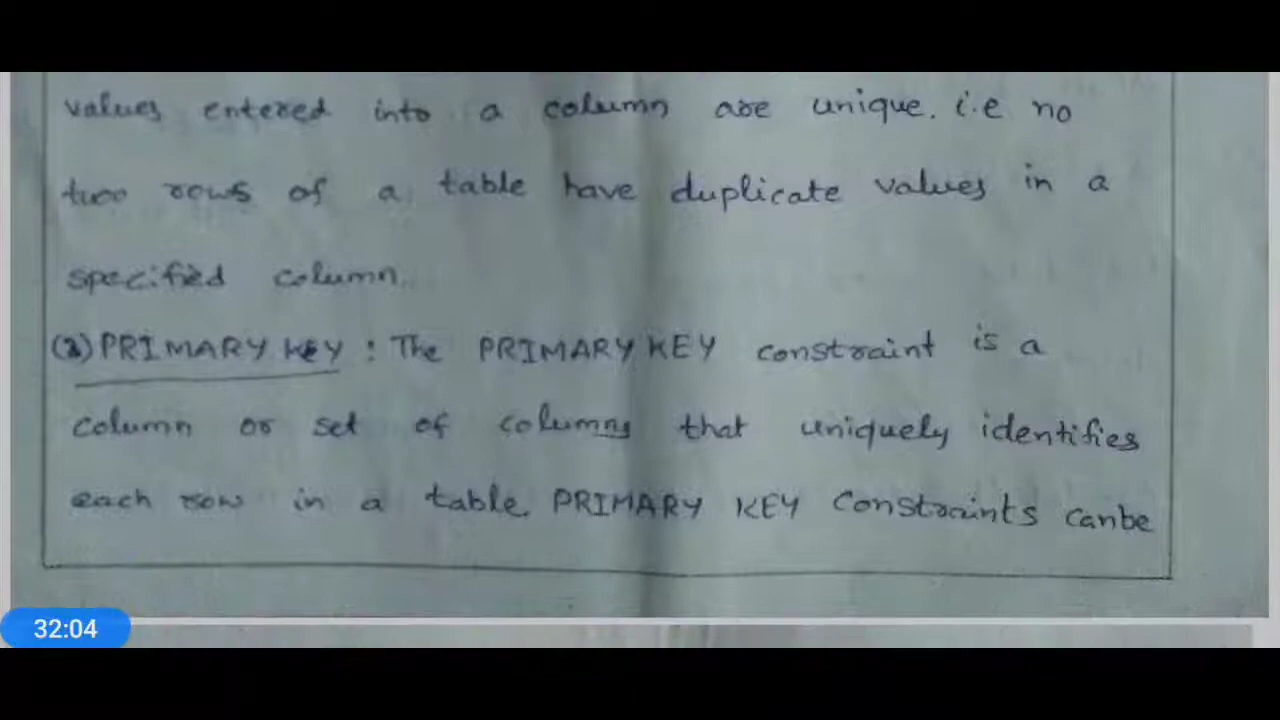 values entered into a column are unique. i.e no
two rows of a table have duplicate values in a
specified column.
(3) PRIMARY KEY : The PRIMARY KEY constraint is a
column or set of columns that uniquely identifies
each row in a table. PRIMARY KEY constraints canbe
32:04